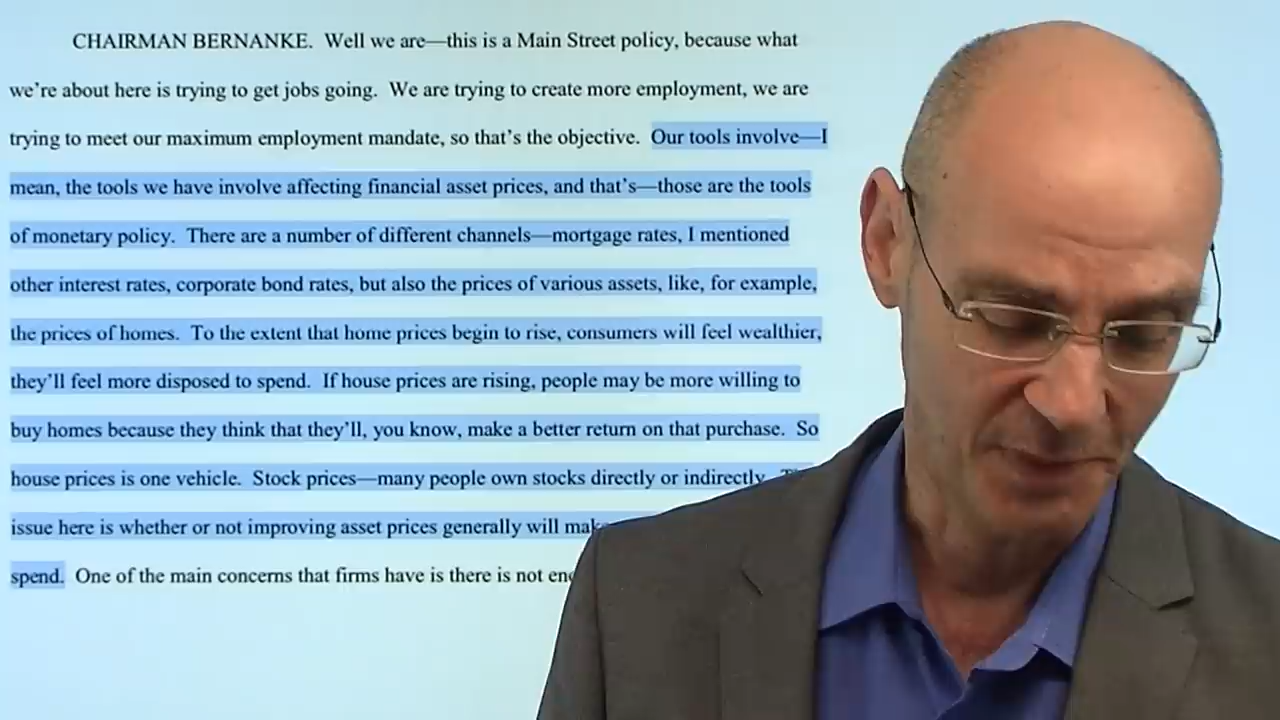 CHAIRMAN BERNANKE.  Well we are—this is a Main Street policy, because what
we're about here is trying to get jobs going.  We are trying to create more employment, we are
trying to meet our maximum employment mandate, so that's the objective.  Our tools involve—I
mean, the tools we have involve affecting financial asset prices, and that's—those are the tools
of monetary policy.  There are a number of different channels—mortgage rates, I mentioned
other interest rates, corporate bond rates, but also the prices of various assets, like, for example,
the prices of homes.  To the extent that home prices begin to rise, consumers will feel wealthier,
they'll feel more disposed to spend.  If house prices are rising, people may be more willing to
buy homes because they think that they'll, you know, make a better return on that purchase.  So
house prices is one vehicle.  Stock prices—many people own stocks directly or indirectly.
issue here is whether or not improving asset prices generally will
spend.  One of the main concerns that firms have is there is not